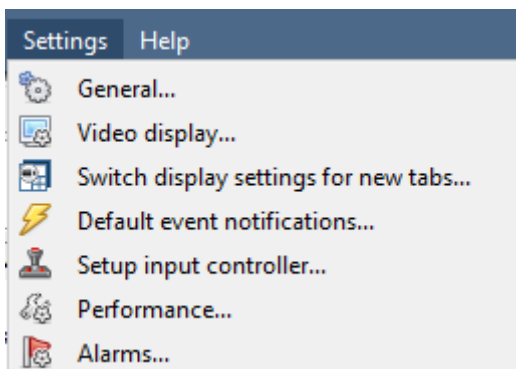 Settings Help
General...
Video display...
Switch display settings for new tabs...
Default event notifications...
Setup input controller...
Performance...
Alarms...